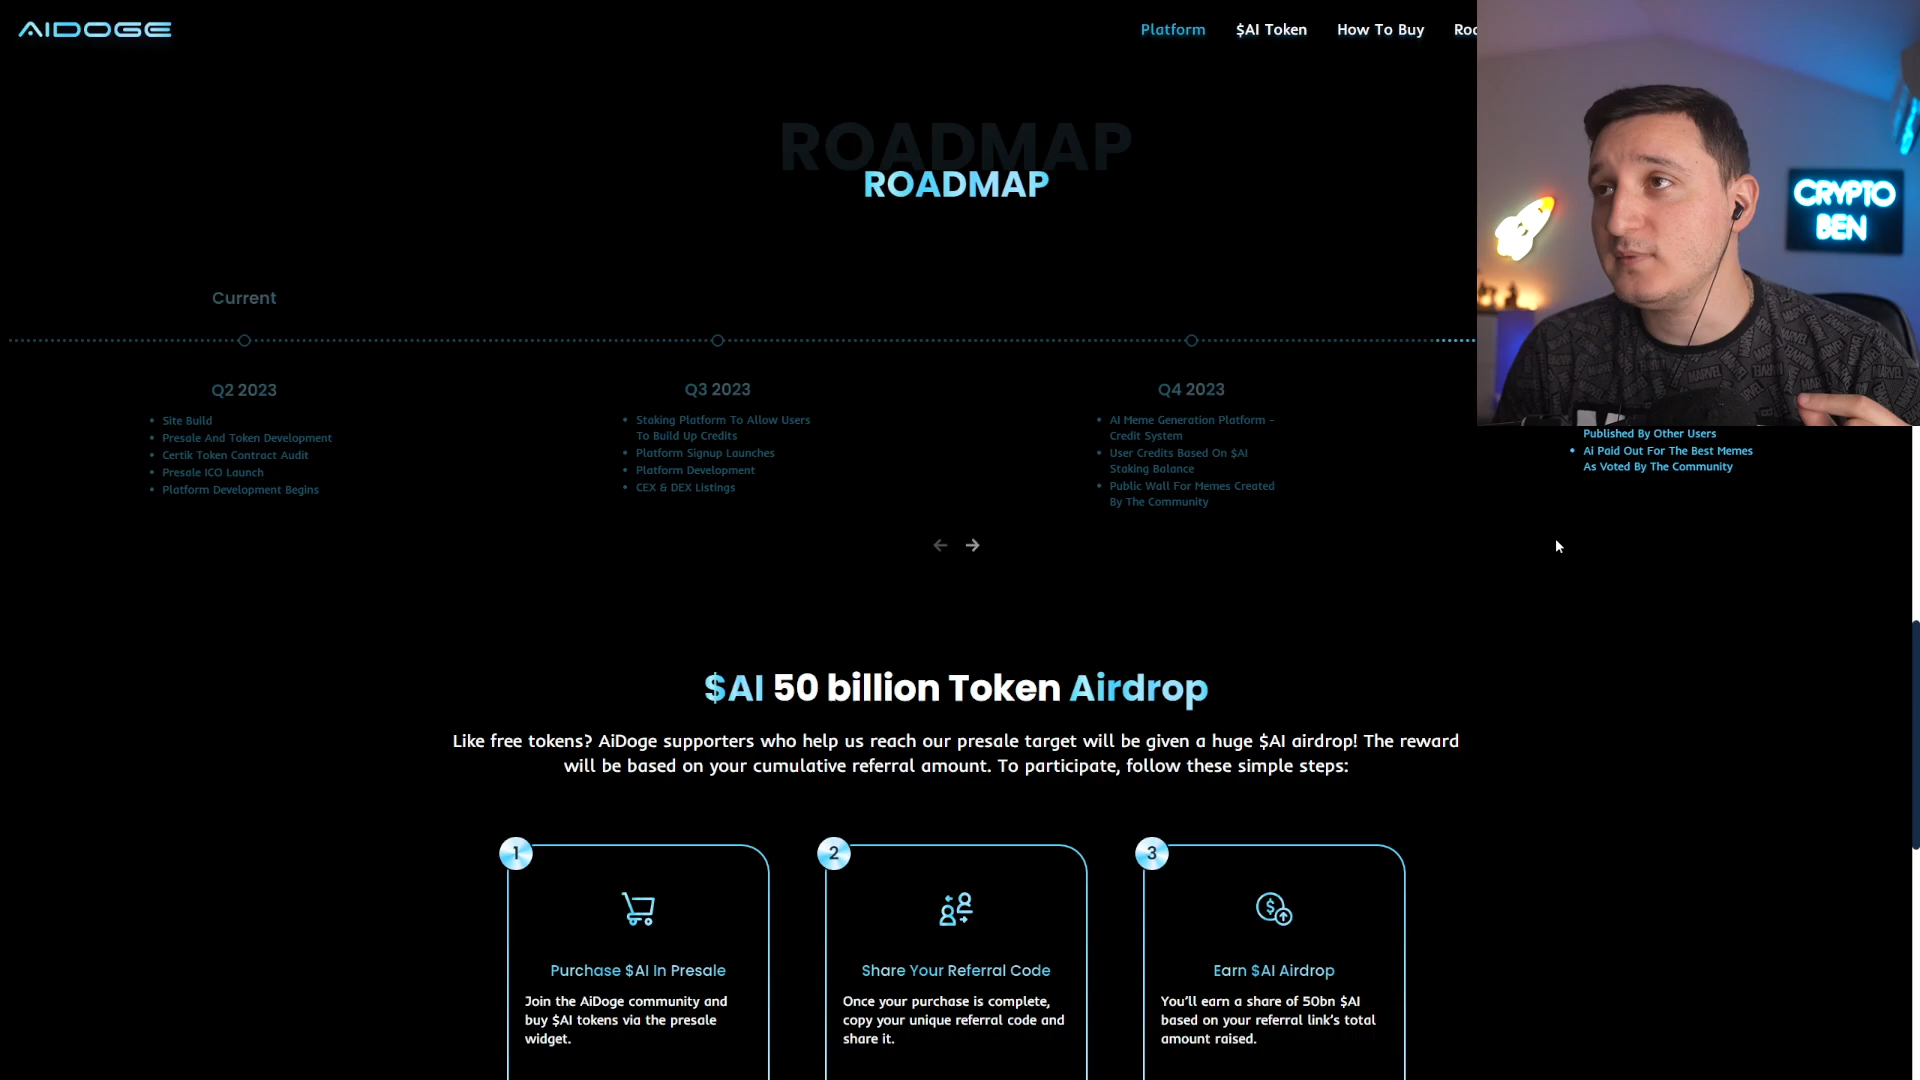 AIDOGE
Platform
$AI Token
How To Buy
CRYPTO
BEN
ROADMAP
ROADMAP
MARVEL
Current
Q2 2023
Site Build
Presale And Token Development
Certik Token Contract Audit
Presale ICO Launch
Platform Development Begins
Q3 2023
Staking Platform To Allow Users
To Build Up Credits
Platform Signup Launches
Platform Development
CEX & DEX Listings
Q4 2023
AI Meme Generation Platform –
Credit System
User Credits Based On $AI
Staking Balance
Public Wall For Memes Created
By The Community
Published By Other Users
Ai Paid Out For The Best Memes
As Voted By The Community
$AI 50 billion Token Airdrop
Like free tokens? AiDoge supporters who help us reach our presale target will be given a huge $AI airdrop! The reward
will be based on your cumulative referral amount. To participate, follow these simple steps:
1
Purchase $AI In Presale
Join the AiDoge community and
buy $AI tokens via the presale
widget.
2
Share Your Referral Code
Once your purchase is complete,
copy your unique referral code and
share it.
3
Earn $AI Airdrop
You'll earn a share of 50bn $AI
based on your referral link's total
amount raised.